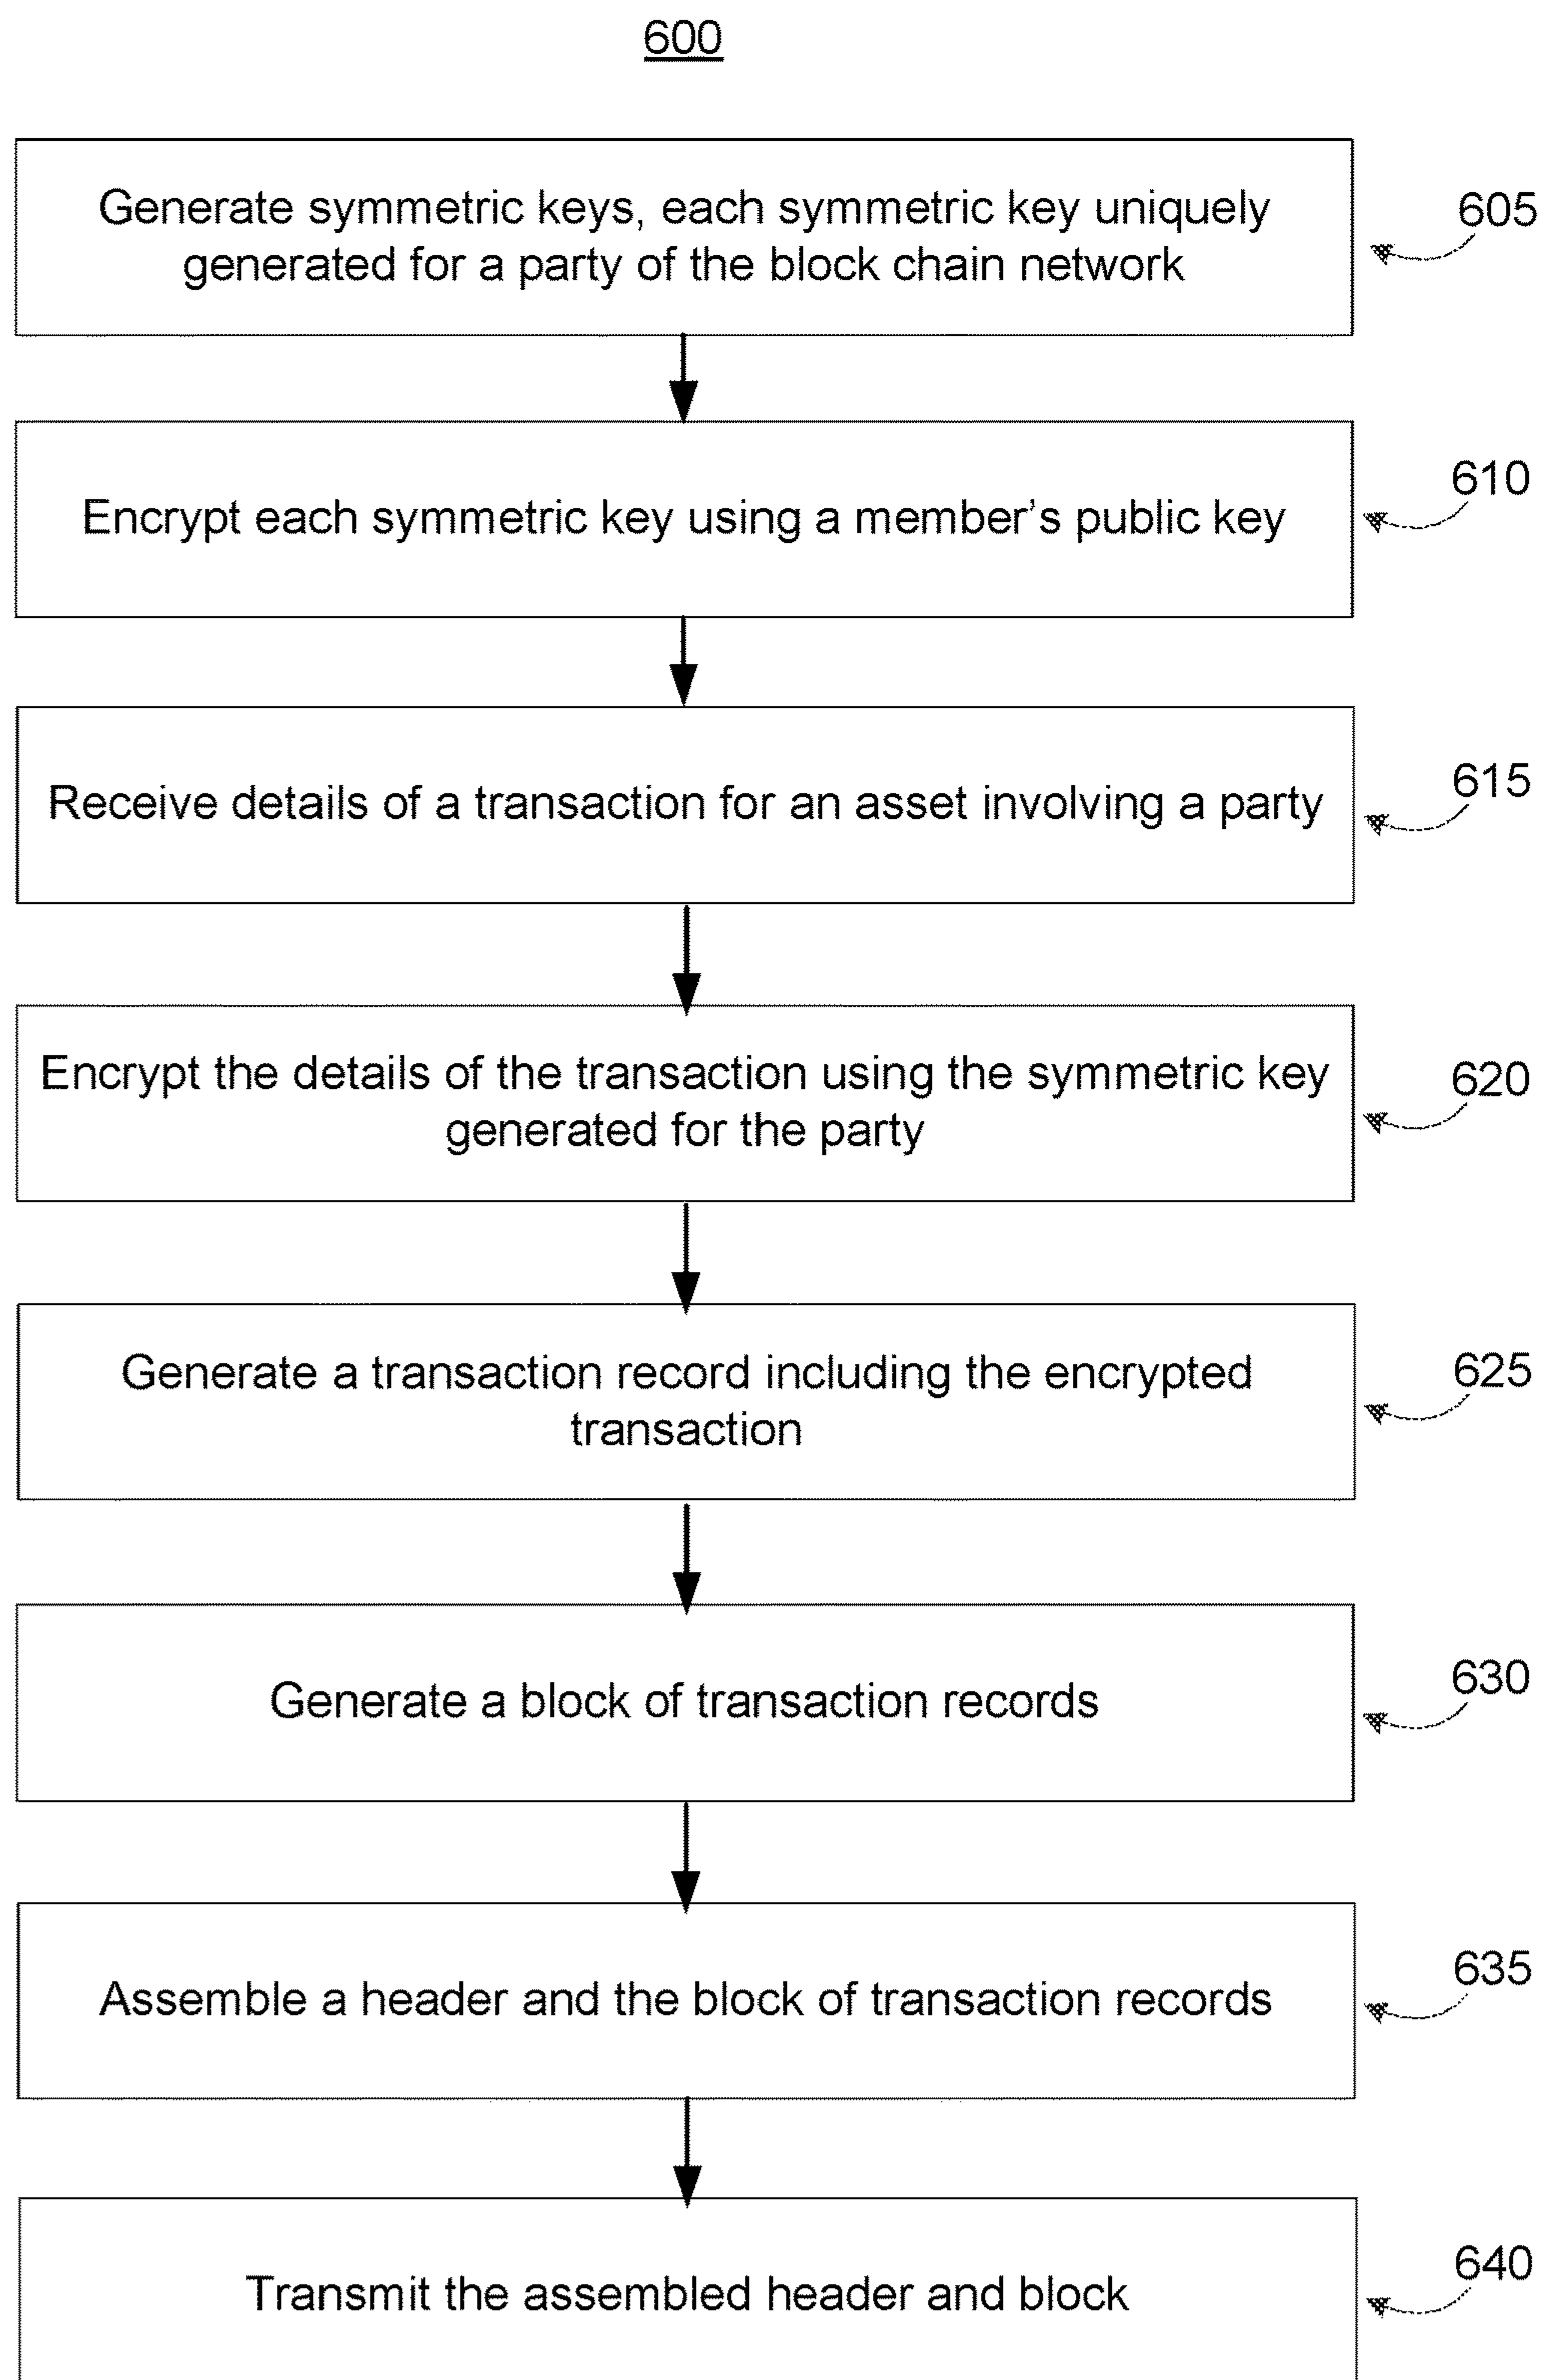 600
Generate symmetric keys, each symmetric key uniquely
generated for a party of the block chain network
605
Encrypt each symmetric key using a member’s public key
610
Receive details of a transaction for an asset involving a party
615
Encrypt the details of the transaction using the symmetric key
generated for the party
620
Generate a transaction record including the encrypted
transaction
625
Generate a block of transaction records
630
Assemble a header and the block of transaction records
635
Transmit the assembled header and block
640